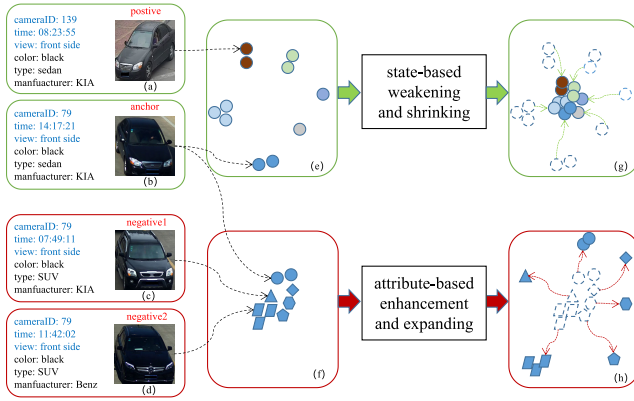 cameraID: 139
time: 08:23:55
view: front side
color: black
type: sedan
manfuacturer: KIA
postive
(a)
cameraID: 79
time: 14:17:21
view: front side
color: black
type: sedan
manfuacturer: KIA
anchor
(b)
(e)
state-based
weakening
and shrinking
(g)
cameraID: 79
time: 07:49:11
view: front side
color: black
type: SUV
manfuacturer: KIA
negative1
(c)
cameraID: 79
time: 11:42:02
view: front side
color: black
type: SUV
manfuacturer: Benz
negative2
(d)
(f)
attribute-based
enhancement
and expanding
(h)